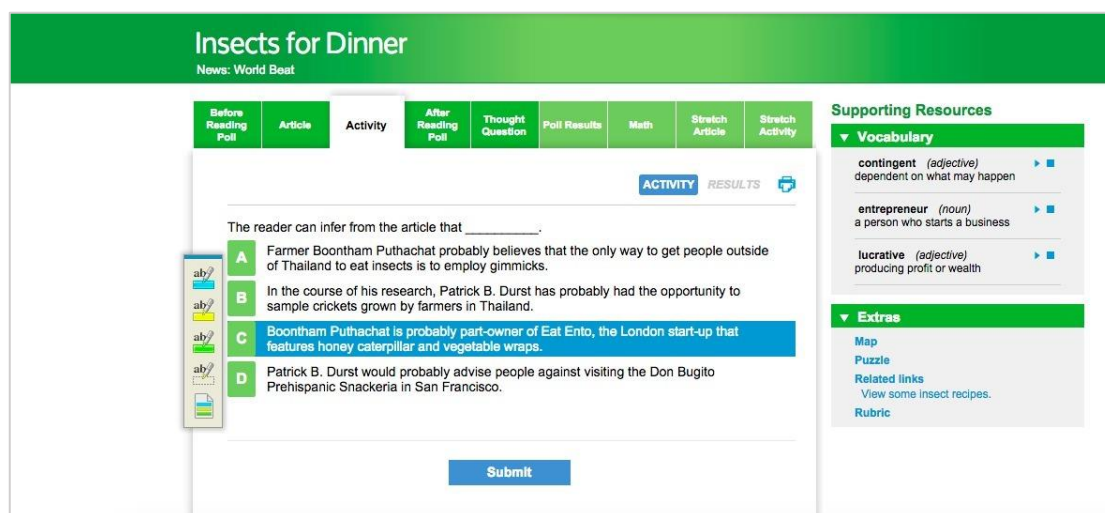 Insects for Dinner
News: World Beat
Before
Reading
Poll
Article
Activity
After
Reading
Poll
Thought
Question
Poll Results
Math
Stretch
Article
Stretch
Activity
ACTIVITY RESULTS
The reader can infer from the article that __________.
A
Farmer Boontham Puthachat probably believes that the only way to get people outside
of Thailand to eat insects is to employ gimmicks.
B
In the course of his research, Patrick B. Durst has probably had the opportunity to
sample crickets grown by farmers in Thailand.
C
Boontham Puthachat is probably part-owner of Eat Ento, the London start-up that
features honey caterpillar and vegetable wraps.
D
Patrick B. Durst would probably advise people against visiting the Don Bugito
Prehispanic Snackeria in San Francisco.
ab
ab
ab
ab
Submit
Supporting Resources
Vocabulary
contingent (adjective)
dependent on what may happen
entrepreneur (noun)
a person who starts a business
lucrative (adjective)
producing profit or wealth
Extras
Map
Puzzle
Related links
View some insect recipes.
Rubric